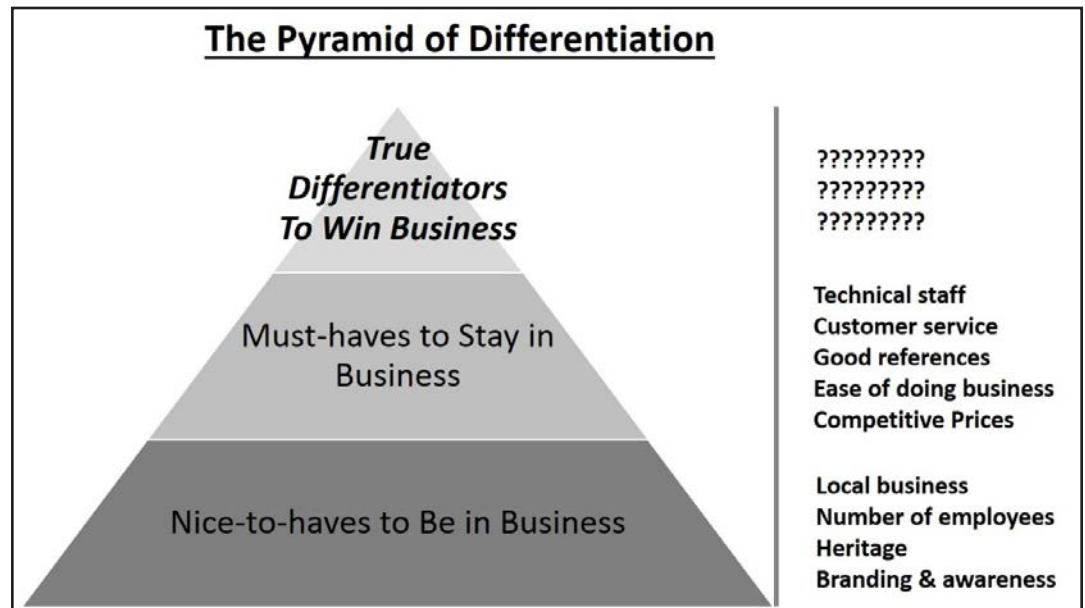 The Pyramid of Differentiation
True
Differentiators
To Win Business
?????????
?????????
?????????
Must-haves to Stay in
Business
Technical staff
Customer service
Good references
Ease of doing business
Competitive Prices
Nice-to-haves to Be in Business
Local business
Number of employees
Heritage
Branding & awareness